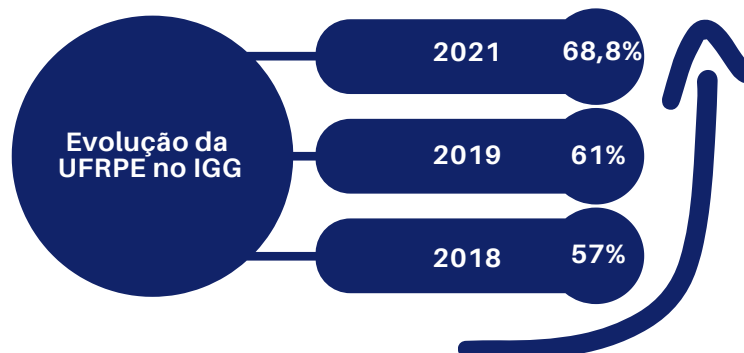 Evolução da
UFRPE no IGG
2021 68,8%
2019 61%
2018 57%